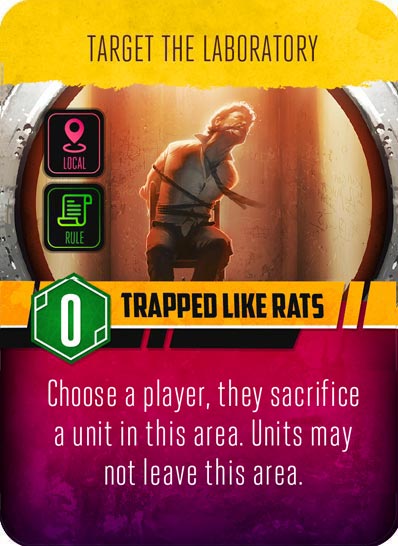 TARGET THE LABORATORY
LOCAL
RULE
0
TRAPPED LIKE RATS
Choose a player, they sacrifice
a unit in this area. Units may
not leave this area.